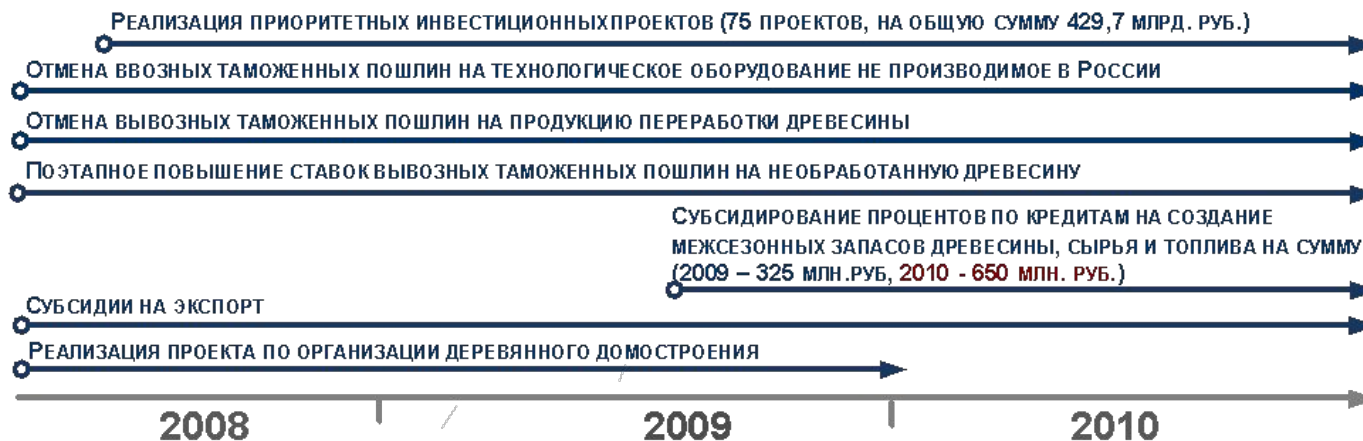 РЕАЛИЗАЦИЯ ПРИОРИТЕТНЫХ ИНВЕСТИЦИОННЫХ ПРОЕКТОВ (75 ПРОЕКТОВ, НА ОБЩУЮ СУММУ 429,7 МЛРД. РУБ.)
ОТМЕНА ВВОЗНЫХ ТАМОЖЕННЫХ ПОШЛИН НА ТЕХНОЛОГИЧЕСКОЕ ОБОРУДОВАНИЕ НЕ ПРОИЗВОДИМОЕ В РОССИИ
ОТМЕНА ВЫВОЗНЫХ ТАМОЖЕННЫХ ПОШЛИН НА ПРОДУКЦИЮ ПЕРЕРАБОТКИ ДРЕВЕСИНЫ
ПОЭТАПНОЕ ПОВЫШЕНИЕ СТАВОК ВЫВОЗНЫХ ТАМОЖЕННЫХ ПОШЛИН НА НЕОБРАБОТАННУЮ ДРЕВЕСИНУ
СУБСИДИРОВАНИЕ ПРОЦЕНТОВ ПО КРЕДИТАМ НА СОЗДАНИЕ
МЕЖСЕЗОННЫХ ЗАПАСОВ ДРЕВЕСИНЫ, СЫРЬЯ И ТОПЛИВА НА СУММУ
(2009 – 325 МЛН.РУБ, 2010 - 650 МЛН. РУБ.)
СУБСИДИИ НА ЭКСПОРТ
РЕАЛИЗАЦИЯ ПРОЕКТА ПО ОРГАНИЗАЦИИ ДЕРЕВЯННОГО ДОМОСТРОЕНИЯ
2008 2009 2010